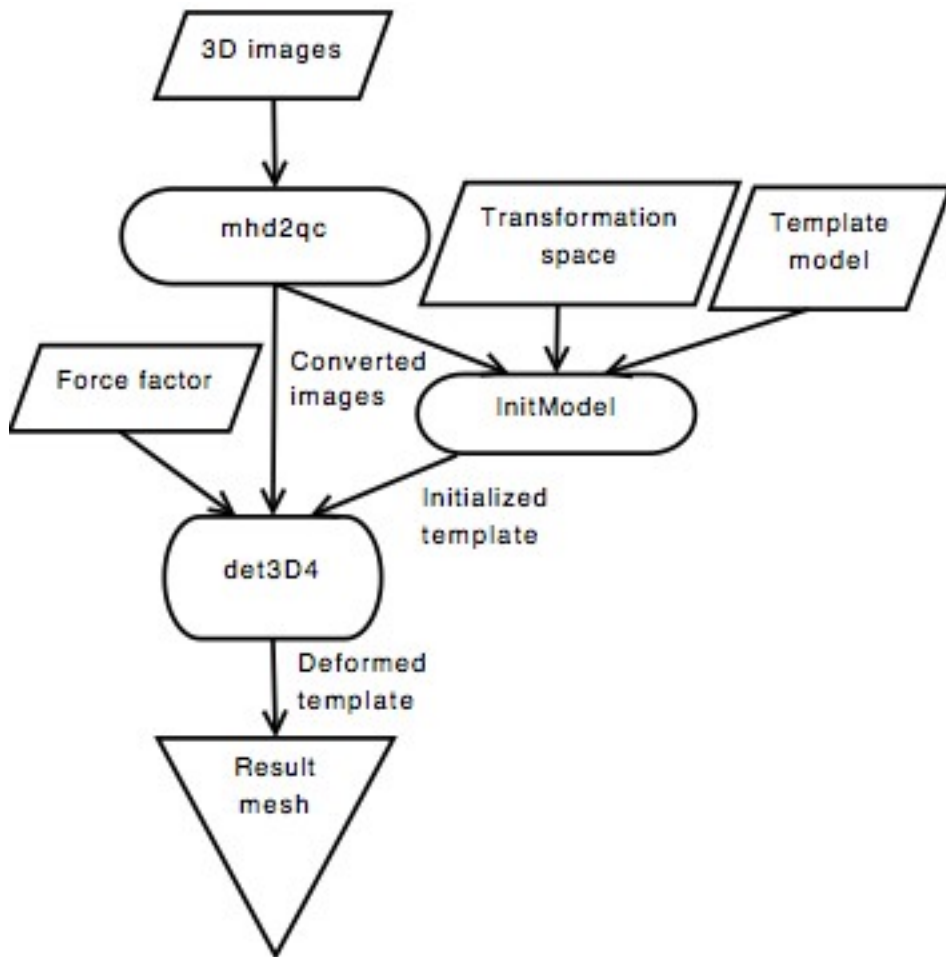 3D images
mhd2qc
Transformation
space
Template
model
Force factor
Converted
images
InitModel
Initialized
template
det3D4
Deformed
template
Result
mesh